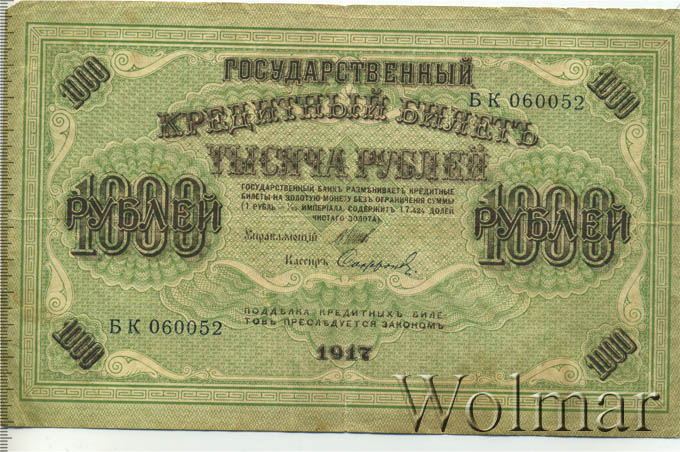 1000
ГОСУДАРСТВЕННЫЙ
1000
БК 060052
КРЕДИТНЫЙ БИЛЕТЪ
ТЫСЯЧА РУБЛЕЙ
1000
РУБЛЕЙ
ГОСУДАРСТВЕННЫЙ БАНКЪ РАЗМѢНИВАЕТЪ КРЕДИТНЫЕ
БИЛЕТЫ НА ЗОЛОТУЮ МОНЕТУ БЕЗЪ ОГРАНИЧЕНІЯ СУММЫ
(1 РУБЛЬ = 1/15 ИМПЕРІАЛА, СОДЕРЖИТЪ 17,424 ДОЛЕЙ
ЧИСТАГО ЗОЛОТА).
1000
РУБЛЕЙ
Управляющій
Кассиръ
БК 060052
ПОДДѢЛКА КРЕДИТНЫХЪ БИЛЕ-
ТОВЪ ПРЕСЛѢДУЕТСЯ ЗАКОНОМЪ
1000
1917
1000
Wolmar